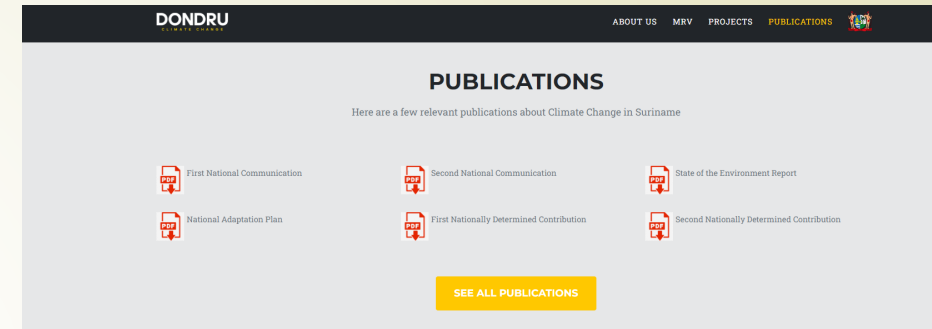 DONDRU
CLIMATE CHANGE
ABOUT US MRV PROJECTS PUBLICATIONS
PUBLICATIONS
Here are a few relevant publications about Climate Change in Suriname
PDF First National Communication
PDF Second National Communication
PDF State of the Environment Report
PDF National Adaptation Plan
PDF First Nationally Determined Contribution
PDF Second Nationally Determined Contribution
SEE ALL PUBLICATIONS